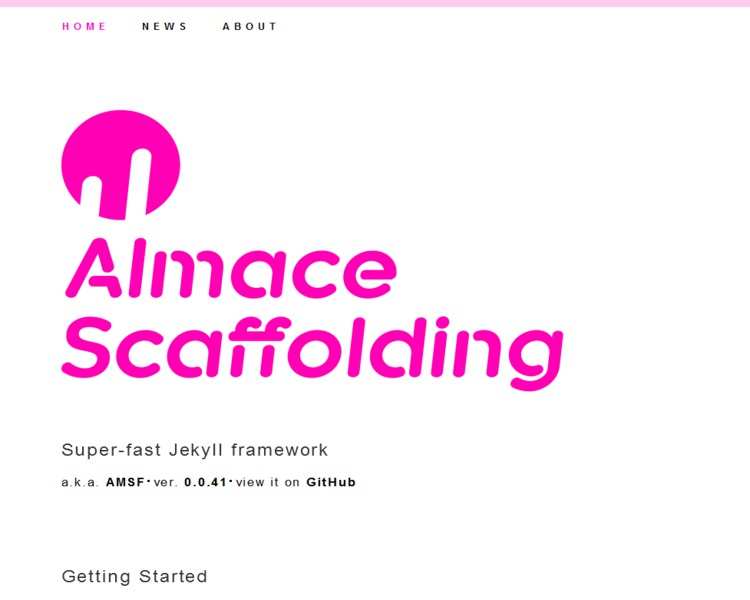 HOME NEWS ABOUT
Almace
Scaffolding
Super-fast Jekyll framework
a.k.a. AMSF·ver. 0.0.41·view it on GitHub
Getting Started